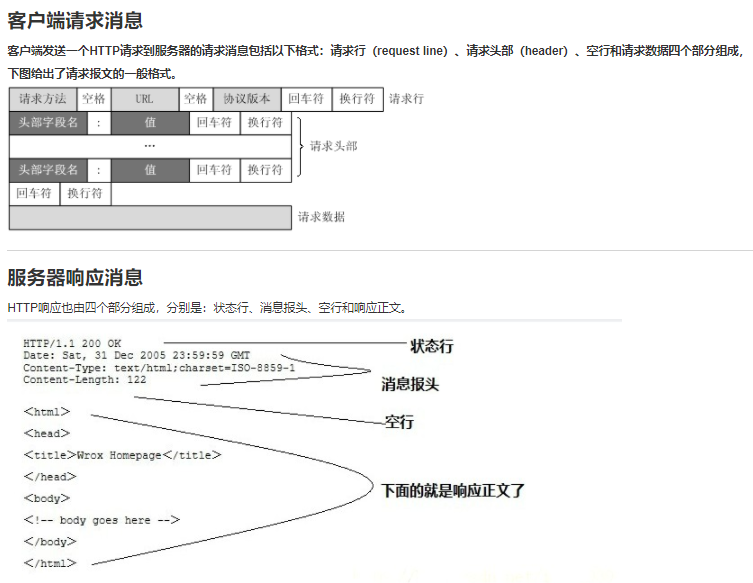 客户端请求消息
客户端发送一个HTTP请求到服务器的请求消息包括以下格式：请求行（request line）、请求头部（header）、空行和请求数据四个部分组成，
下图给出了请求报文的一般格式。
请求方法 空格 URL 空格 协议版本 回车符 换行符 请求行
头部字段名 : 值 回车符 换行符
... 请求头部
头部字段名 : 值 回车符 换行符
回车符 换行符
请求数据
服务器响应消息
HTTP响应也由四个部分组成，分别是：状态行、消息报头、空行和响应正文。
HTTP/1.1 200 OK 状态行
Date: Sat, 31 Dec 2005 23:59:59 GMT
Content-Type: text/html;charset=ISO-8859-1
Content-Length: 122 消息报头
空行
<html>
<head>
<title>Wrox Homepage</title>
</head>
下面的就是响应正文了
<body>
<!-- body goes here -->
</body>
</html>